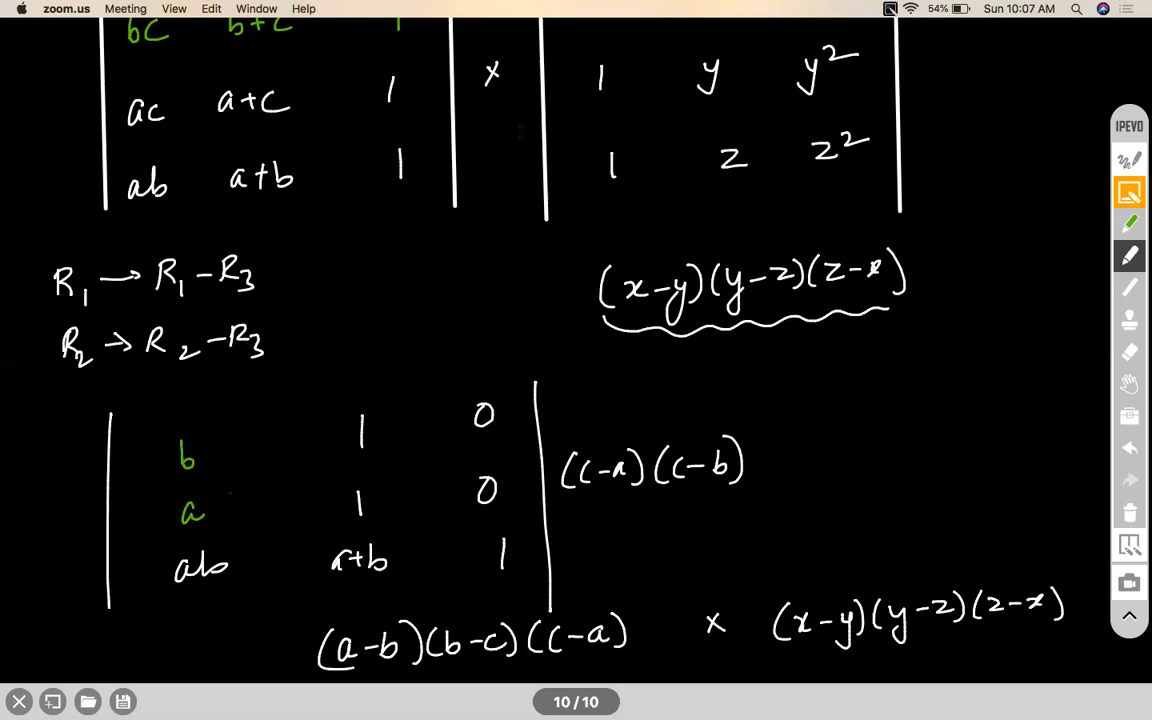 zoom.us Meeting View Edit Window Help 54% Sun 10:07 AM
bc b+c 1
1 y y²
ac a+c 1 x
1 z z²
ab a+b 1
IPEVO
R₁ → R₁ - R₃
(x-y)(y-z)(z-x)
R₂ → R₂ - R₃
b 1 0
(c-a)(c-b)
a 1 0
ab a+b 1
(a-b)(b-c)(c-a) x (x-y)(y-z)(z-x)
10 / 10